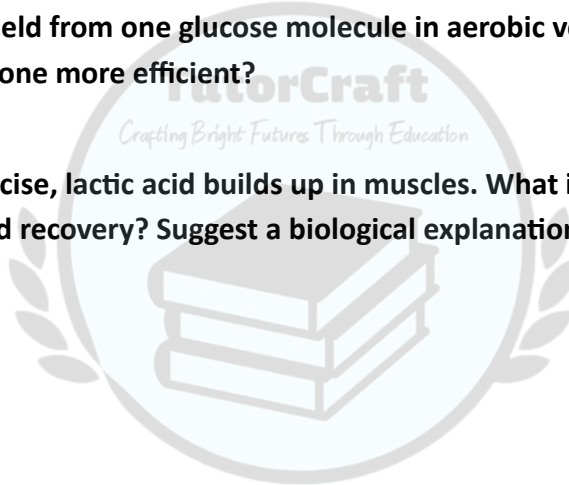 eld from one glucose molecule in aerobic v
one more efficient?
TutorCraft
Crafting Bright Futures Through Education
cise, lactic acid builds up in muscles. What i
d recovery? Suggest a biological explanation